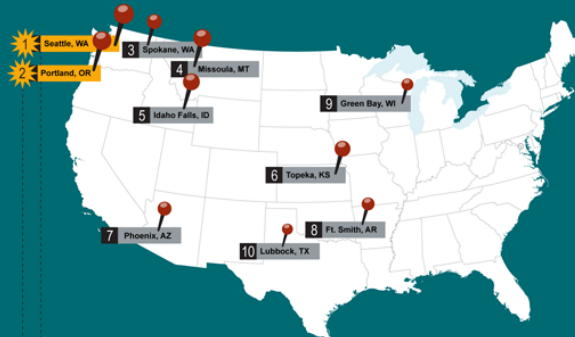 1 Seattle, WA
2 Portland, OR
3 Spokane, WA
4 Missoula, MT
5 Idaho Falls, ID
6 Topeka, KS
7 Phoenix, AZ
8 Ft. Smith, AR
9 Green Bay, WI
10 Lubbock, TX